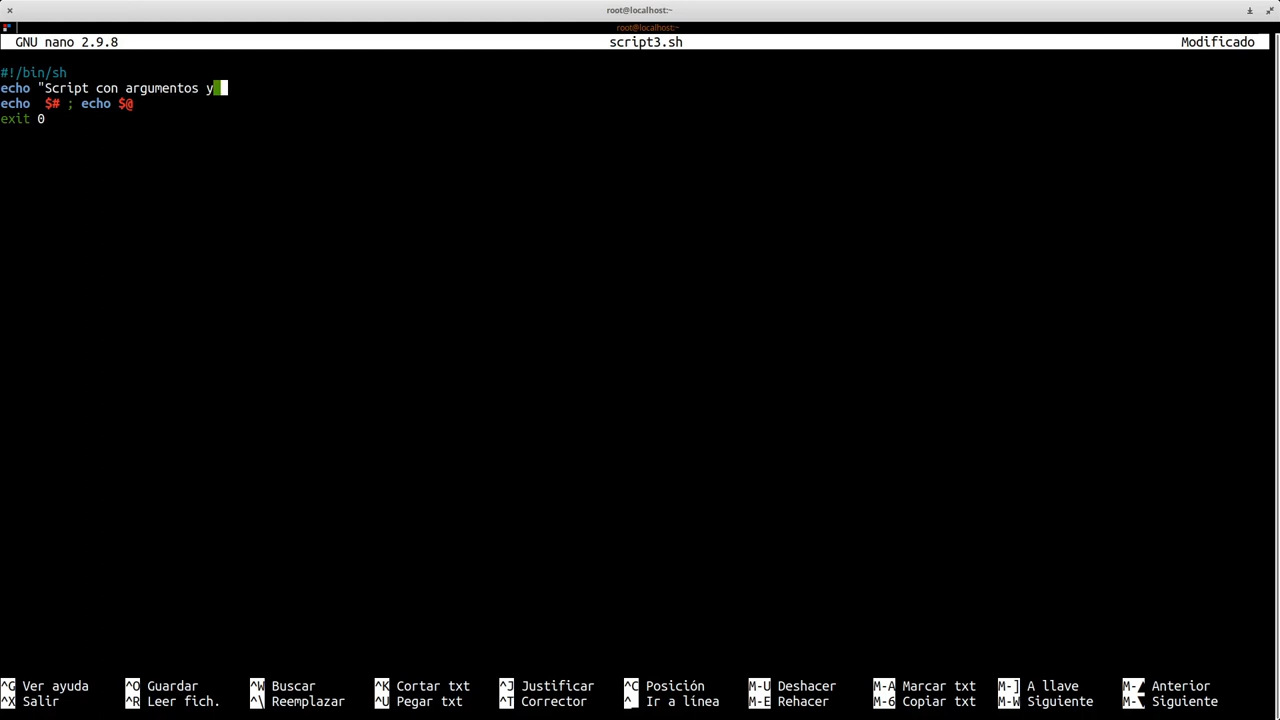 root@localhost:~
root@localhost:~
GNU nano 2.9.8 script3.sh Modificado
#!/bin/sh
echo "Script con argumentos y
echo  $# ; echo $@
exit 0
^G Ver ayuda ^O Guardar ^W Buscar ^K Cortar txt ^J Justificar ^C Posición M-U Deshacer M-A Marcar txt M-] A llave M-▲ Anterior
^X Salir ^R Leer fich. ^\ Reemplazar ^U Pegar txt ^T Corrector ^_ Ir a línea M-E Rehacer M-6 Copiar txt M-W Siguiente M-▼ Siguiente